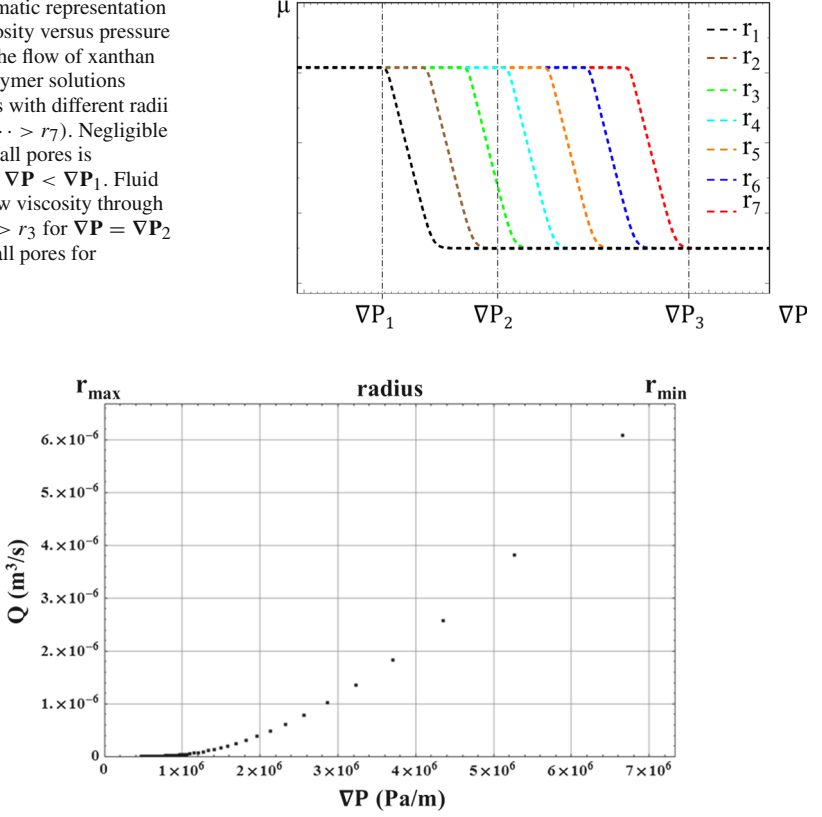 matic representation
osity versus pressure
he flow of xanthan
ymer solutions
s with different radii
·· > r₇). Negligible
all pores is
∇P < ∇P₁. Fluid
w viscosity through
> r₃ for ∇P = ∇P₂
all pores for
μ
r₁
r₂
r₃
r₄
r₅
r₆
r₇
∇P₁ ∇P₂ ∇P₃ ∇P
r_max radius r_min
Q (m³/s)
6.×10⁻⁶
5.×10⁻⁶
4.×10⁻⁶
3.×10⁻⁶
2.×10⁻⁶
1.×10⁻⁶
0
0 1×10⁶ 2×10⁶ 3×10⁶ 4×10⁶ 5×10⁶ 6×10⁶ 7×10⁶
∇P (Pa/m)